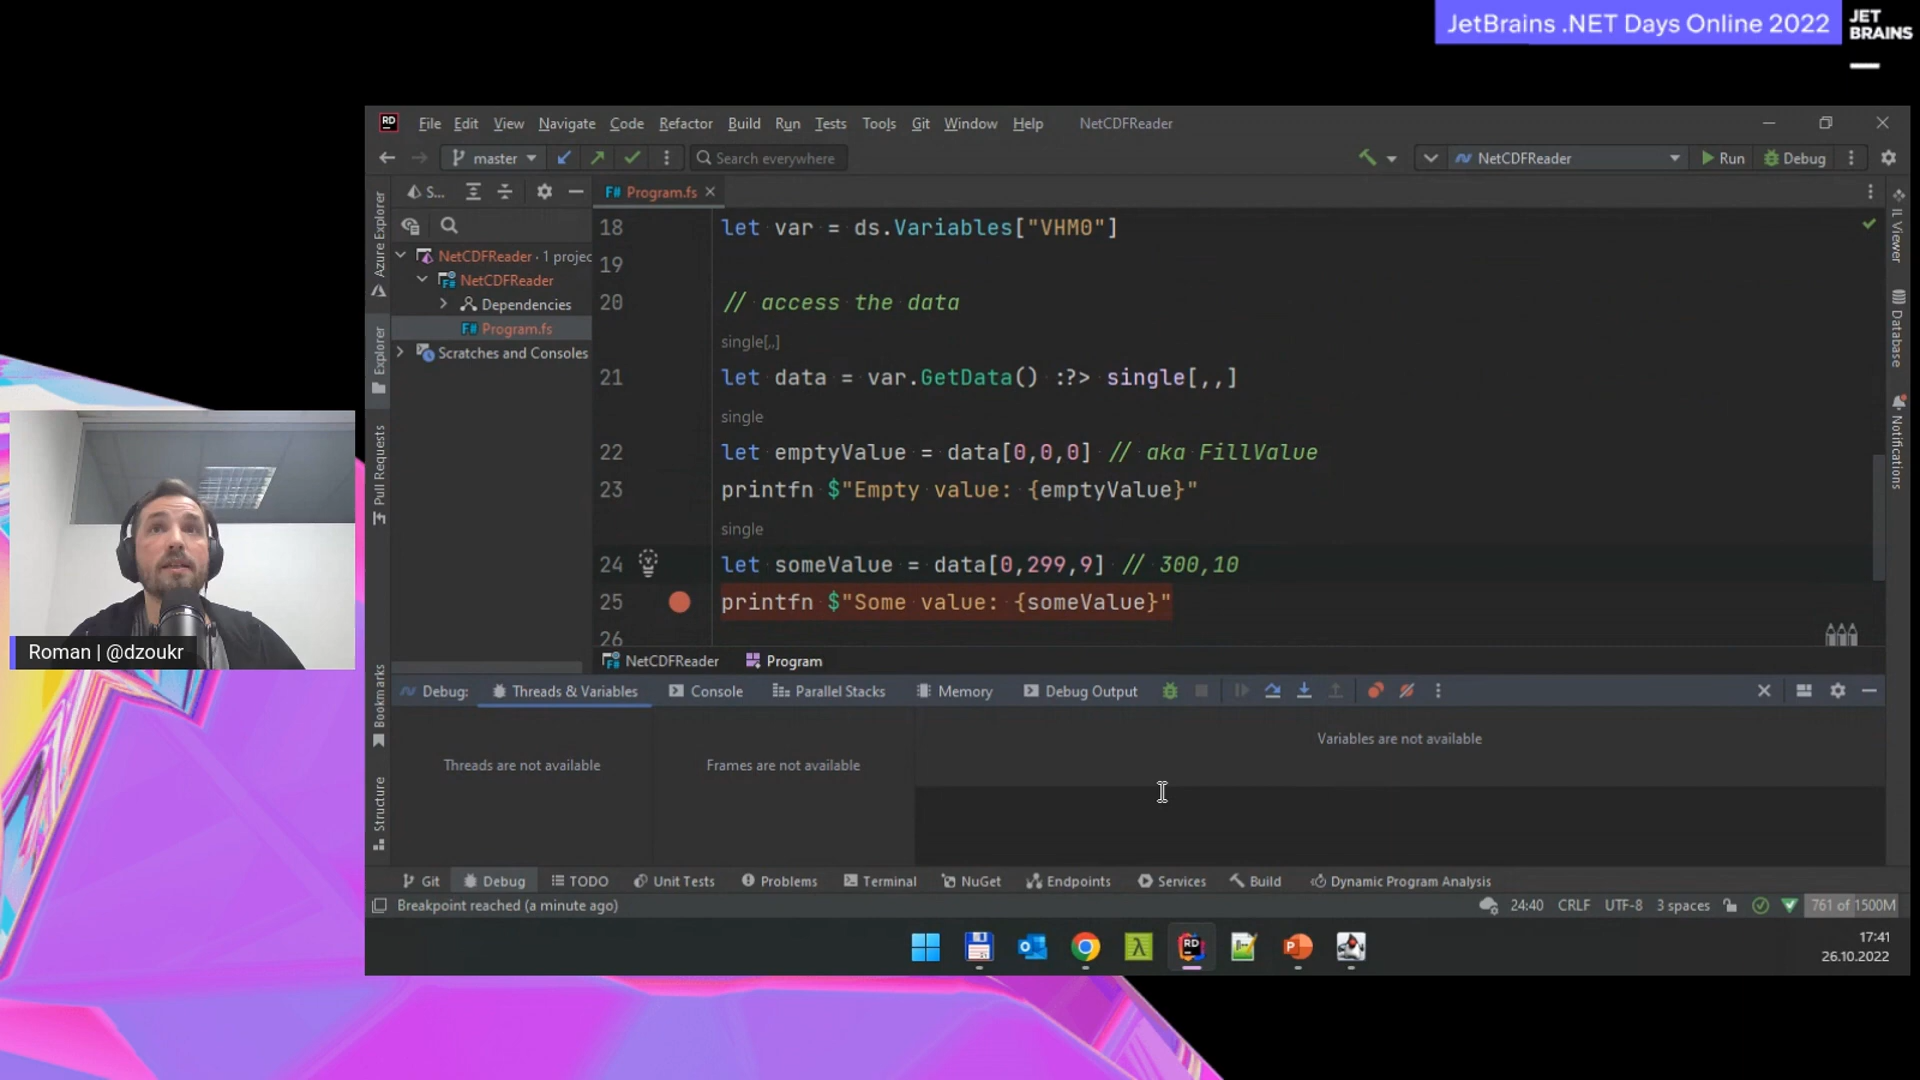 JetBrains .NET Days Online 2022
JET
BRAINS
RD File Edit View Navigate Code Refactor Build Run Tests Tools Git Window Help NetCDFReader
master Search everywhere NetCDFReader Run Debug
S... F# Program.fs
Azure Explorer
Explorer
Pull Requests
Bookmarks
Structure
NetCDFReader · 1 projec
NetCDFReader
Dependencies
F# Program.fs
Scratches and Consoles
18 let var = ds.Variables["VHM0"]
19
20 // access the data
single[,,]
21 let data = var.GetData() :?> single[,,]
single
22 let emptyValue = data[0,0,0] // aka FillValue
23 printfn $"Empty value: {emptyValue}"
single
24 let someValue = data[0,299,9] // 300,10
25 printfn $"Some value: {someValue}"
26
IL Viewer
Database
Notifications
NetCDFReader Program
Roman | @dzoukr
Debug: Threads & Variables Console Parallel Stacks Memory Debug Output
Threads are not available
Frames are not available
Variables are not available
Git Debug TODO Unit Tests Problems Terminal NuGet Endpoints Services Build Dynamic Program Analysis
Breakpoint reached (a minute ago) 24:40 CRLF UTF-8 3 spaces 761 of 1500M
17:41
26.10.2022